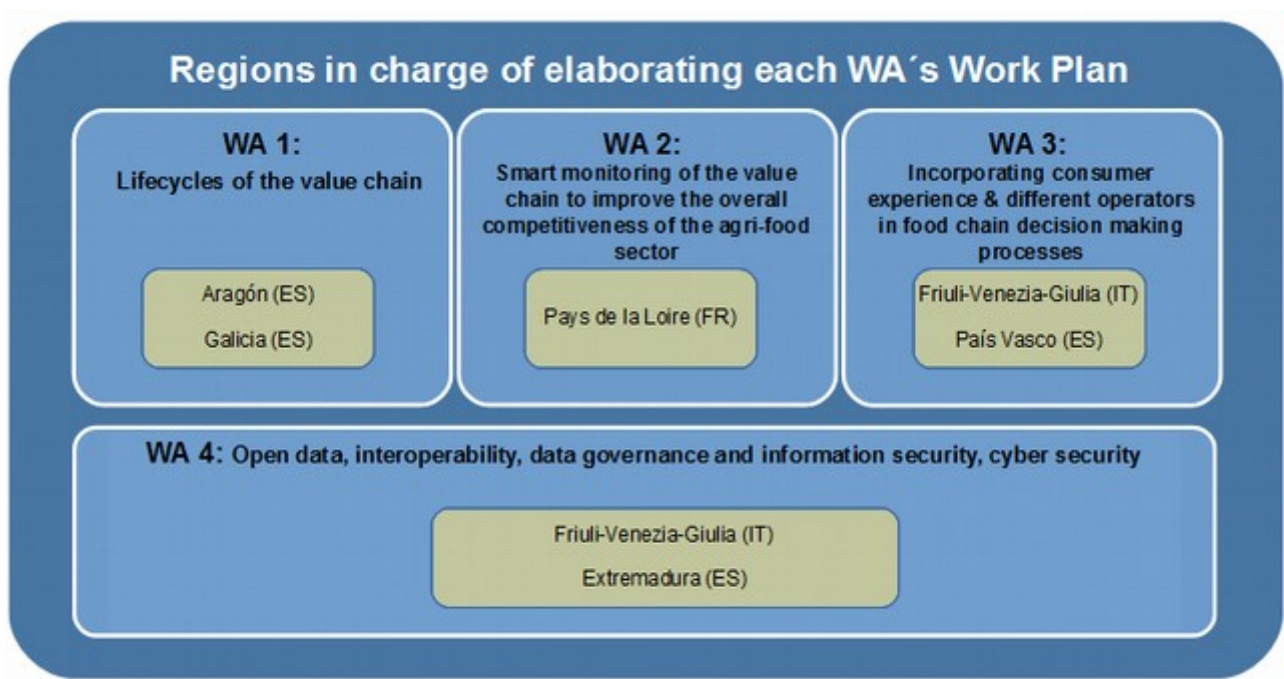 Regions in charge of elaborating each WA´s Work Plan
WA 1:
Lifecycles of the value chain
Aragón (ES)
Galicia (ES)
WA 2:
Smart monitoring of the value
chain to improve the overall
competitiveness of the agri-food
sector
Pays de la Loire (FR)
WA 3:
Incorporating consumer
experience & different operators
in food chain decision making
processes
Friuli-Venezia-Giulia (IT)
País Vasco (ES)
WA 4: Open data, interoperability, data governance and information security, cyber security
Friuli-Venezia-Giulia (IT)
Extremadura (ES)